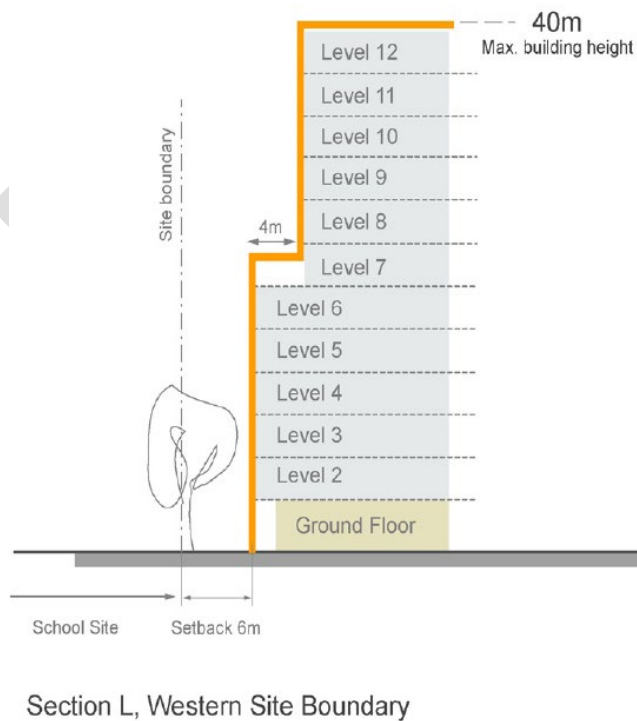 40m
Max. building height
Level 12
Level 11
Level 10
Level 9
Level 8
Level 7
Level 6
Level 5
Level 4
Level 3
Level 2
Ground Floor
4m
Site boundary
School Site
Setback 6m
Section L, Western Site Boundary